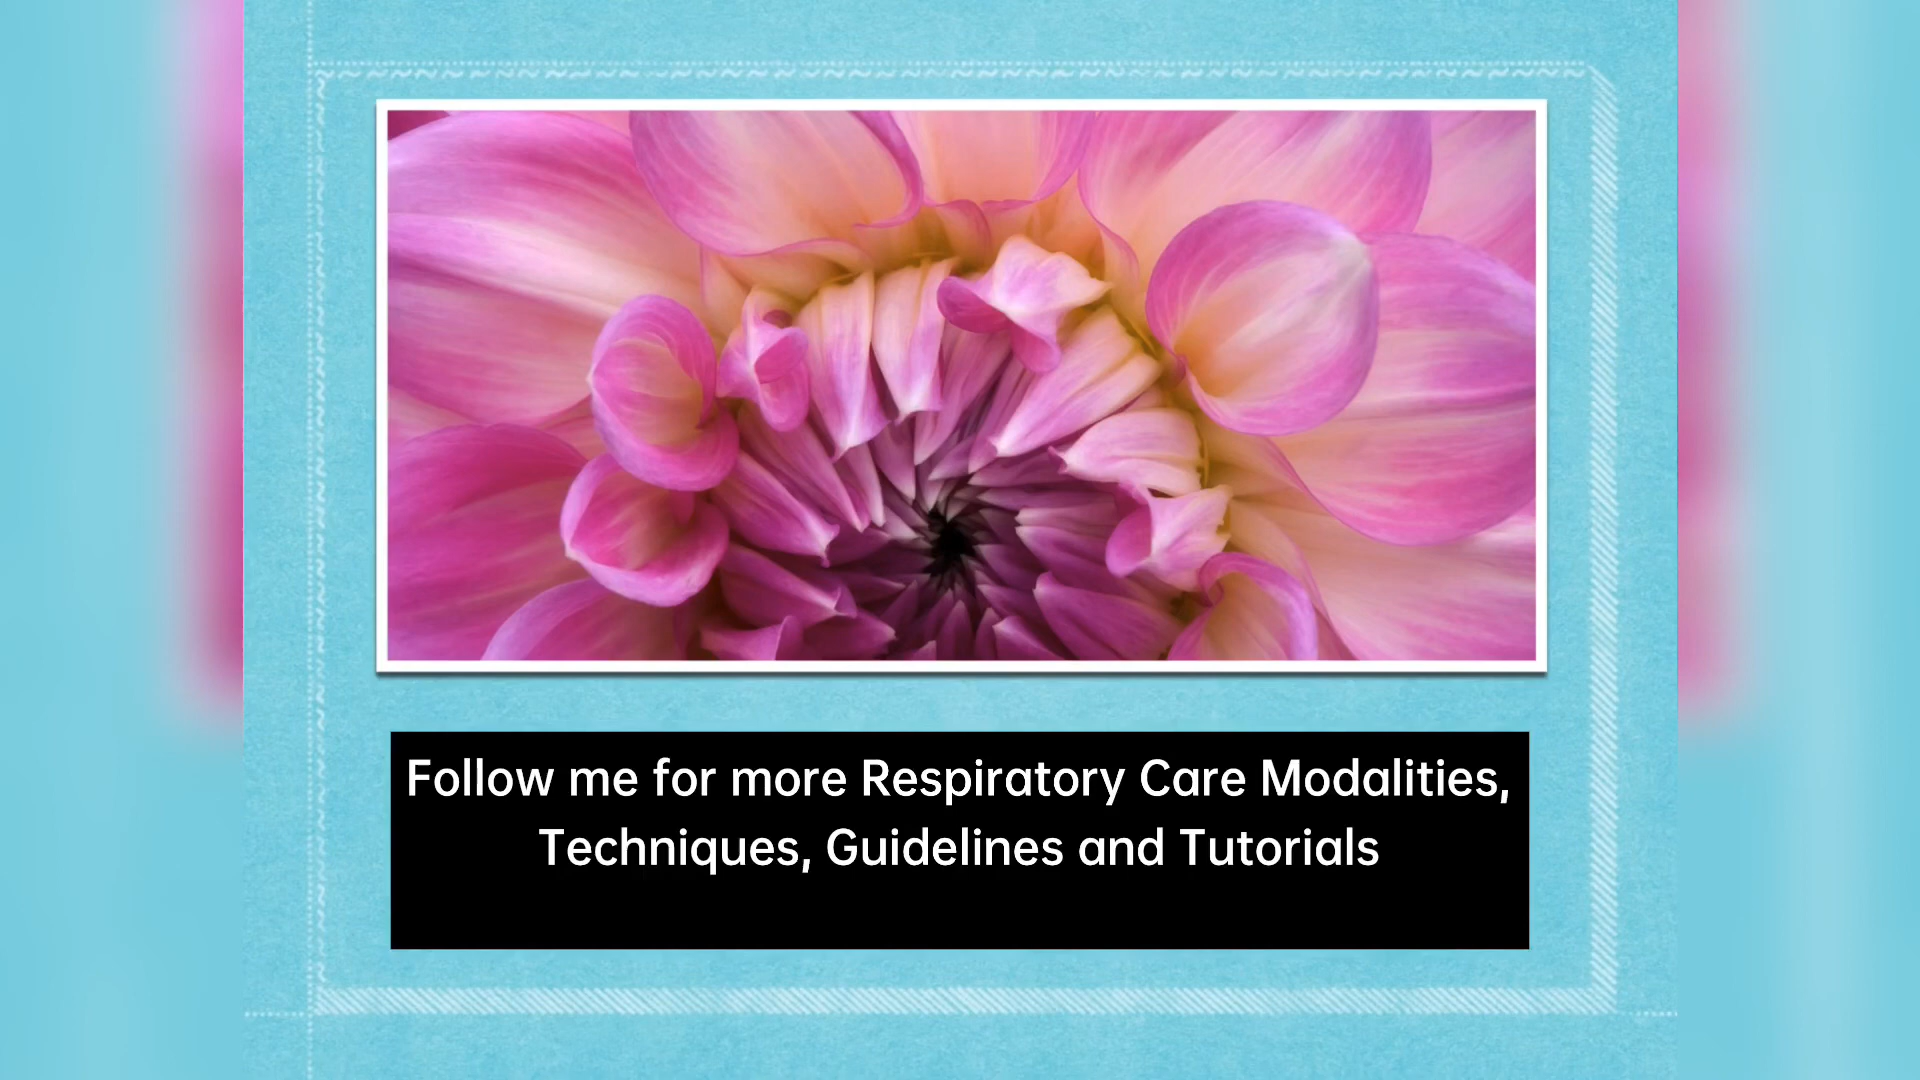 Follow me for more Respiratory Care Modalities,
Techniques, Guidelines and Tutorials